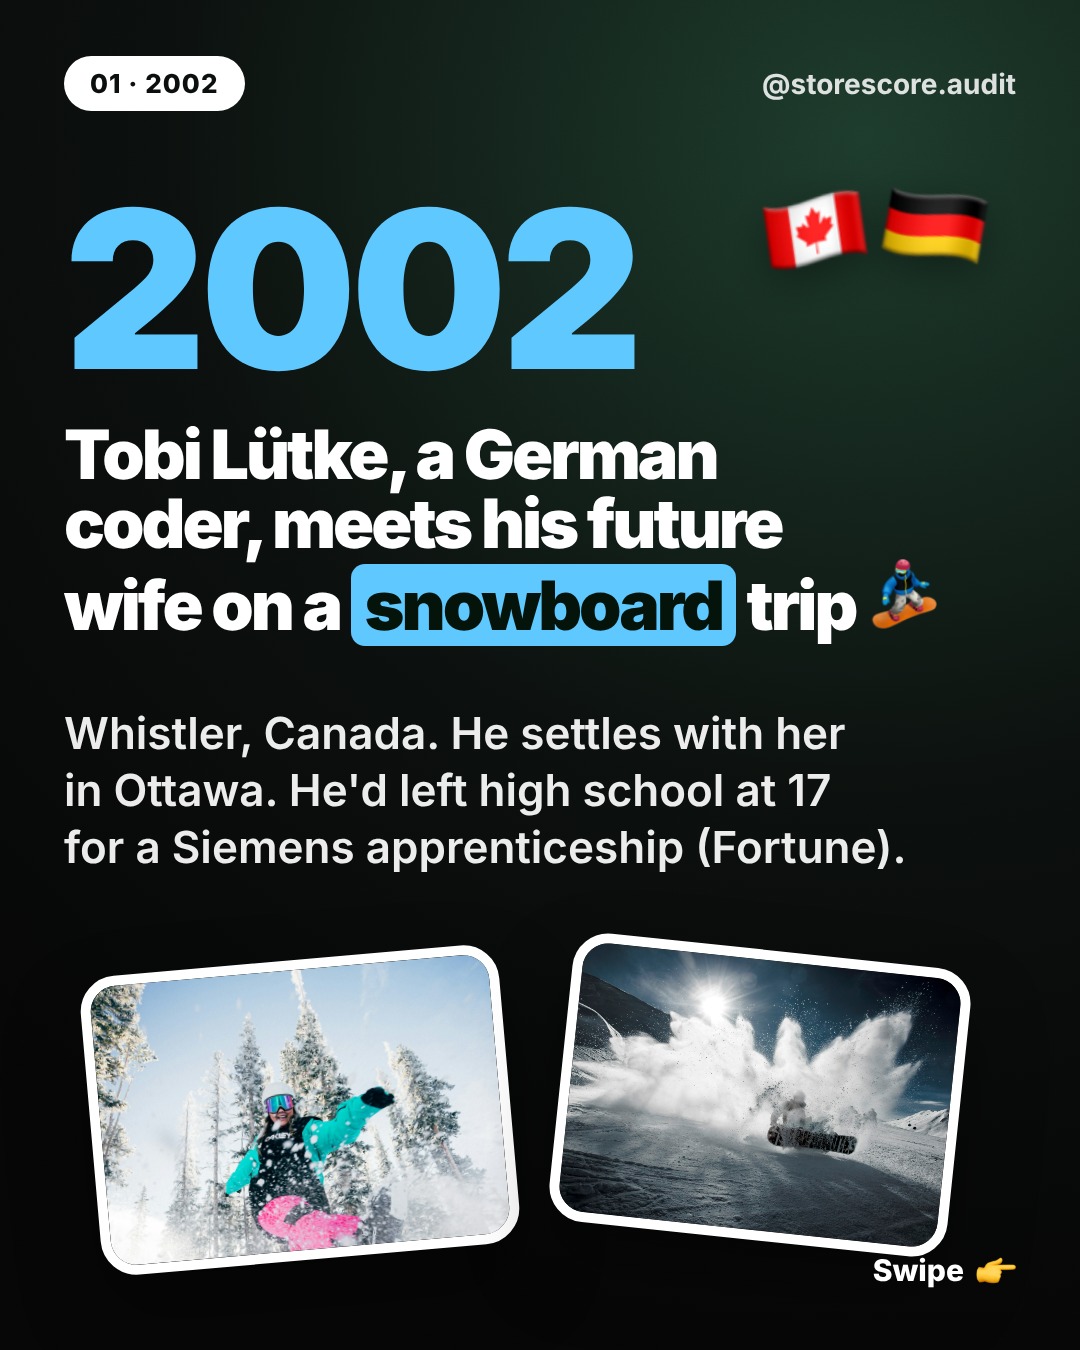 01 · 2002
@storescore.audit
2002
Tobi Lütke, a German
coder, meets his future
wife on a snowboard trip
Whistler, Canada. He settles with her
in Ottawa. He'd left high school at 17
for a Siemens apprenticeship (Fortune).
Swipe